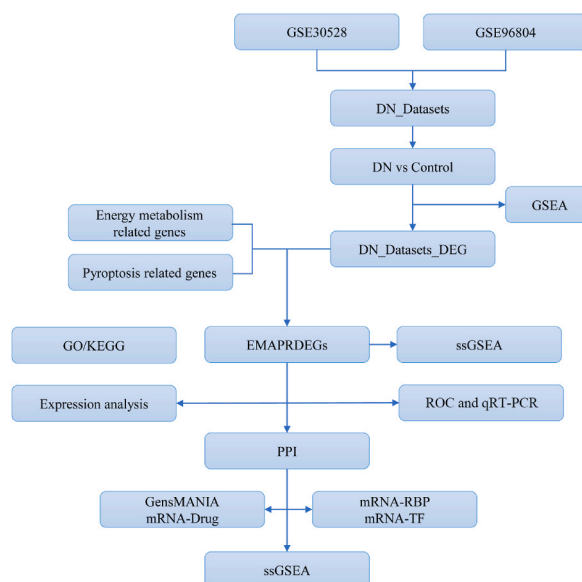 GSE30528
GSE96804
DN_Datasets
DN vs Control
GSEA
Energy metabolism
related genes
Pyroptosis related genes
DN_Datasets_DEG
GO/KEGG
EMAPRDEGs
ssGSEA
Expression analysis
ROC and qRT-PCR
PPI
GensMANIA
mRNA-Drug
mRNA-RBP
mRNA-TF
ssGSEA